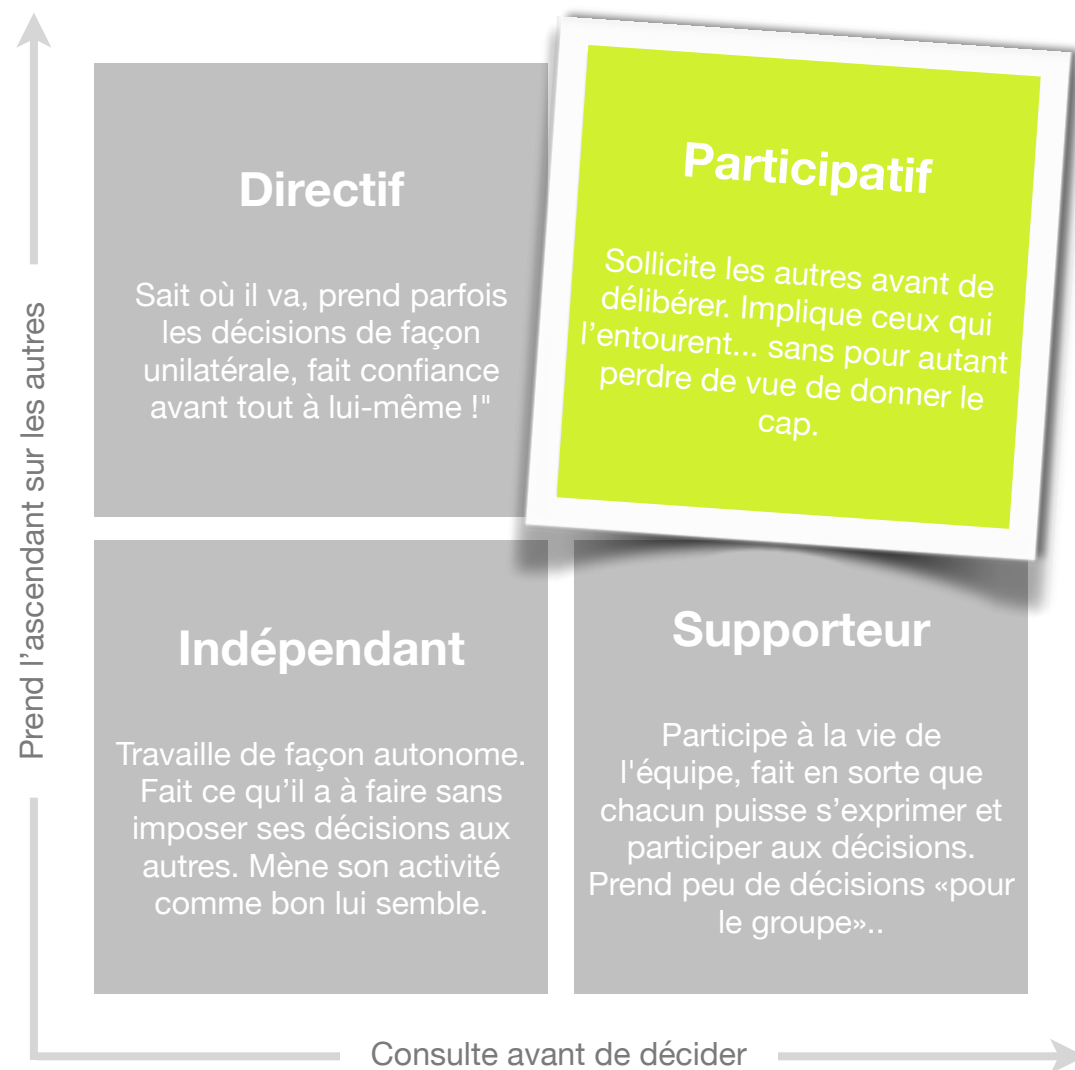 Prend l’ascendant sur les autres
Directif
Sait où il va, prend parfois
les décisions de façon
unilatérale, fait confiance
avant tout à lui-même !"
Participatif
Sollicite les autres avant de
délibérer. Implique ceux qui
l’entourent... sans pour autant
perdre de vue de donner le
cap.
Indépendant
Travaille de façon autonome.
Fait ce qu’il a à faire sans
imposer ses décisions aux
autres. Mène son activité
comme bon lui semble.
Supporteur
Participe à la vie de
l'équipe, fait en sorte que
chacun puisse s’exprimer et
participer aux décisions.
Prend peu de décisions «pour
le groupe»..
Consulte avant de décider